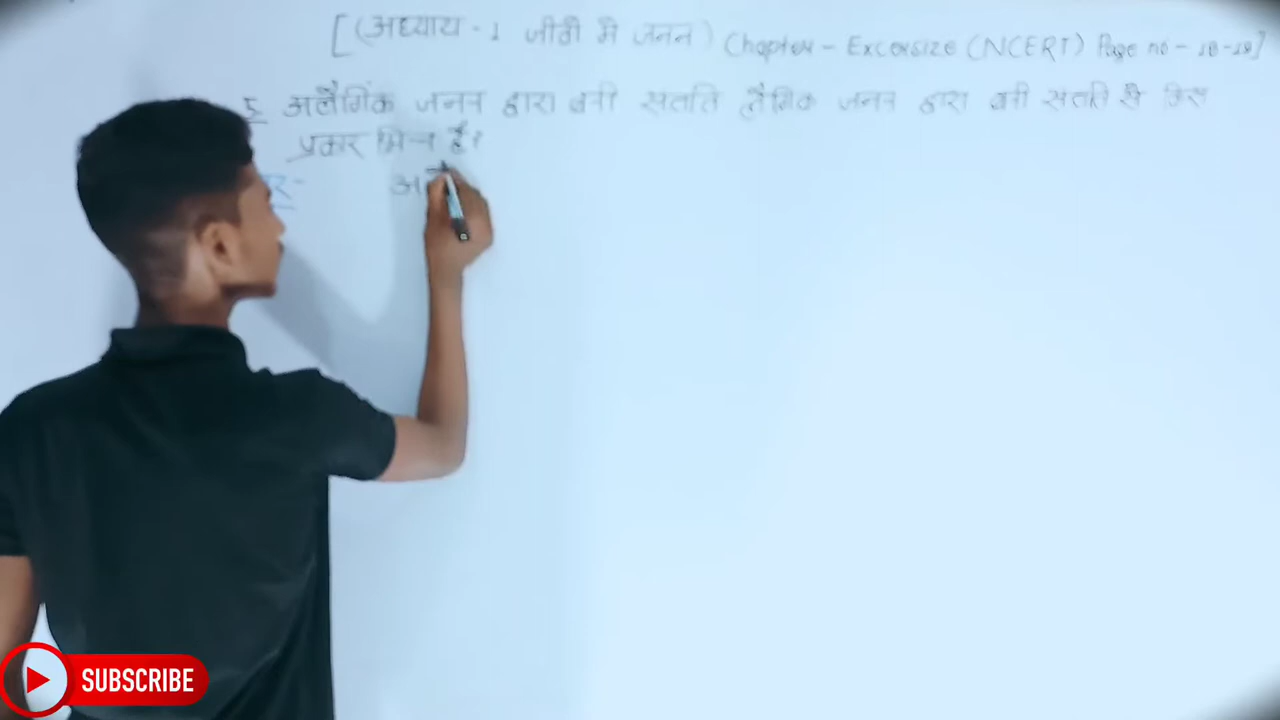 [(अध्याय - 1 जीवो मे जनन) Chapter - Excersize (NCERT) Page no - 18-19]
5 अलैगिंक जनन द्वारा बनी संतति लैगिक जनन द्वारा बनी संतति से किस
प्रकार भिन्न है?
SUBSCRIBE